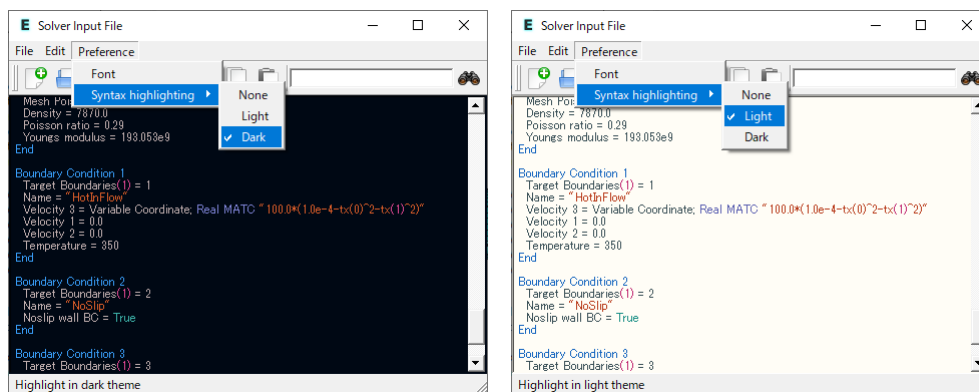 Solver Input File
File Edit Preference
Font
Syntax highlighting
None
Light
Dark
Mesh Poi
Density = 7870.0
Poisson ratio = 0.29
Youngs modulus = 193.053e9
End
Boundary Condition 1
Target Boundaries(1) = 1
Name = "HotInFlow"
Velocity 3 = Variable Coordinate; Real MATC "100.0*(1.0e-4-tx(0)^2-tx(1)^2)"
Velocity 1 = 0.0
Velocity 2 = 0.0
Temperature = 350
End
Boundary Condition 2
Target Boundaries(1) = 2
Name = "NoSlip"
Noslip wall BC = True
End
Boundary Condition 3
Target Boundaries(1) = 3
Highlight in dark theme
Solver Input File
File Edit Preference
Font
Syntax highlighting
None
Light
Dark
Mesh Poi
Density = 7870.0
Poisson ratio = 0.29
Youngs modulus = 193.053e9
End
Boundary Condition 1
Target Boundaries(1) = 1
Name = "HotInFlow"
Velocity 3 = Variable Coordinate; Real MATC "100.0*(1.0e-4-tx(0)^2-tx(1)^2)"
Velocity 1 = 0.0
Velocity 2 = 0.0
Temperature = 350
End
Boundary Condition 2
Target Boundaries(1) = 2
Name = "NoSlip"
Noslip wall BC = True
End
Boundary Condition 3
Target Boundaries(1) = 3
Highlight in light theme